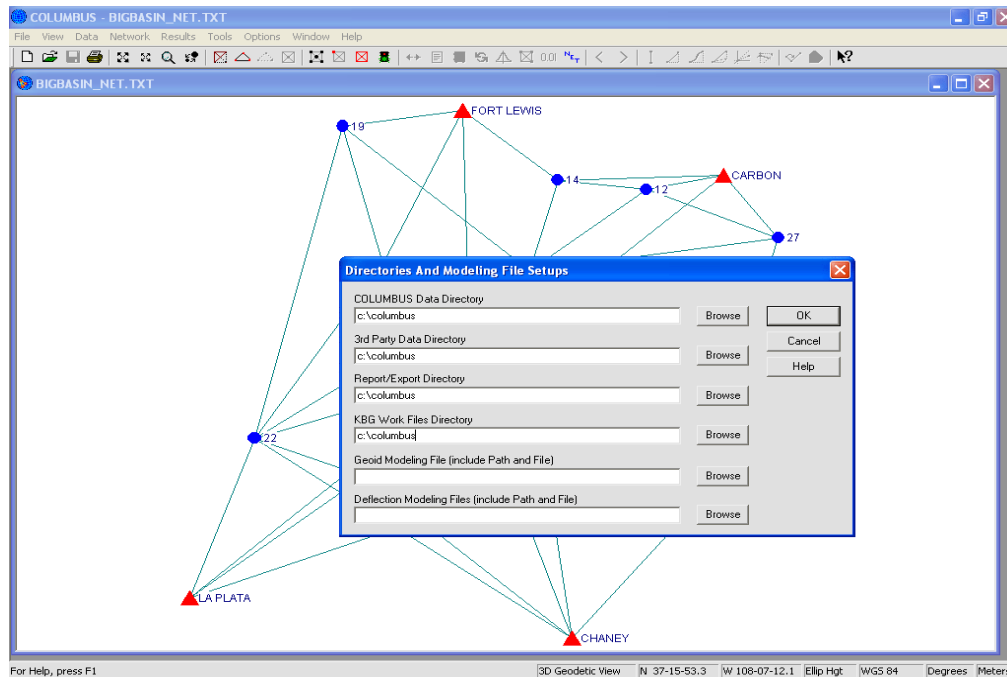 COLUMBUS - BIGBASIN_NET.TXT
File View Data Network Results Tools Options Window Help
0.01
BIGBASIN_NET.TXT
FORT LEWIS
19
14
CARBON
12
27
Directories And Modeling File Setups
COLUMBUS Data Directory
c:\columbus
Browse
OK
3rd Party Data Directory
Cancel
c:\columbus
Browse
Help
Report/Export Directory
c:\columbus
Browse
KBG Work Files Directory
c:\columbus
Browse
22
Geoid Modeling File (include Path and File)
Browse
Deflection Modeling Files (include Path and File)
Browse
LA PLATA
CHANEY
For Help, press F1
3D Geodetic View N 37-15-53.3 W 108-07-12.1 Ellip Hgt WGS 84 Degrees Meters